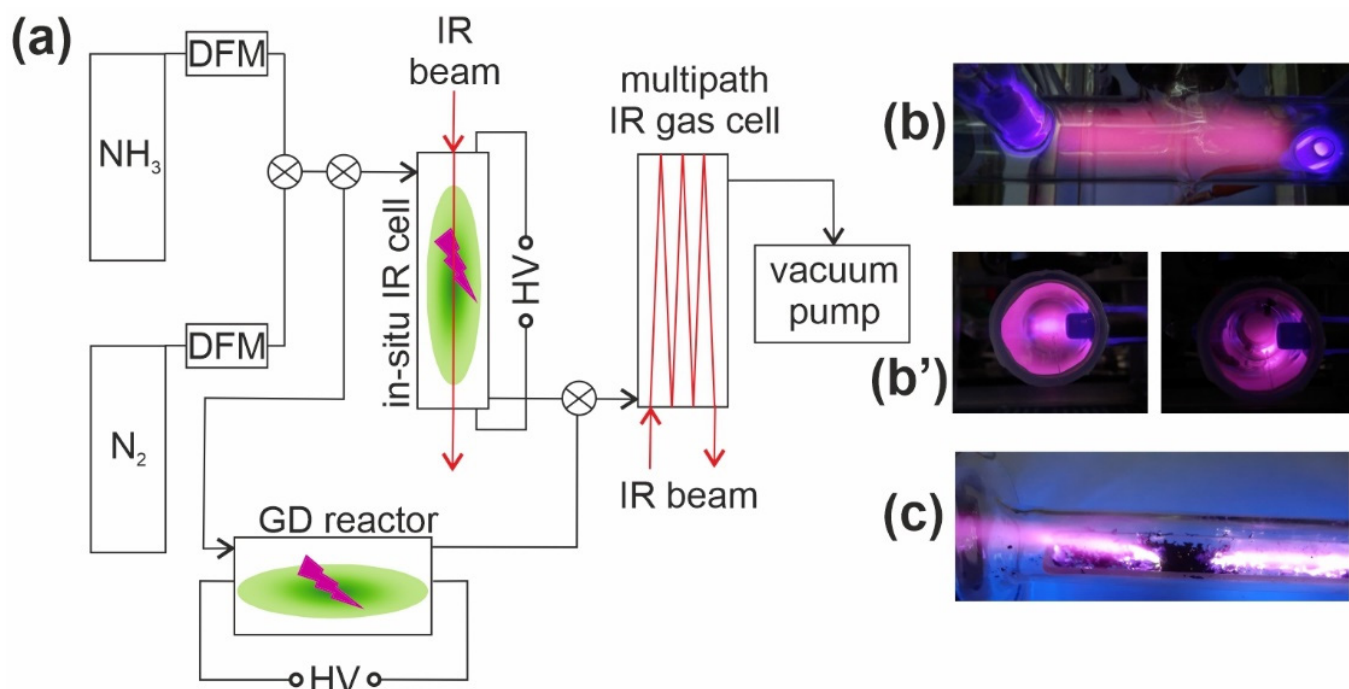 (a)
DFM
NH3
DFM
N2
IR
beam
in-situ IR cell
HV
multipath
IR gas cell
vacuum
pump
IR beam
GD reactor
HV
(b)
(b')
(c)